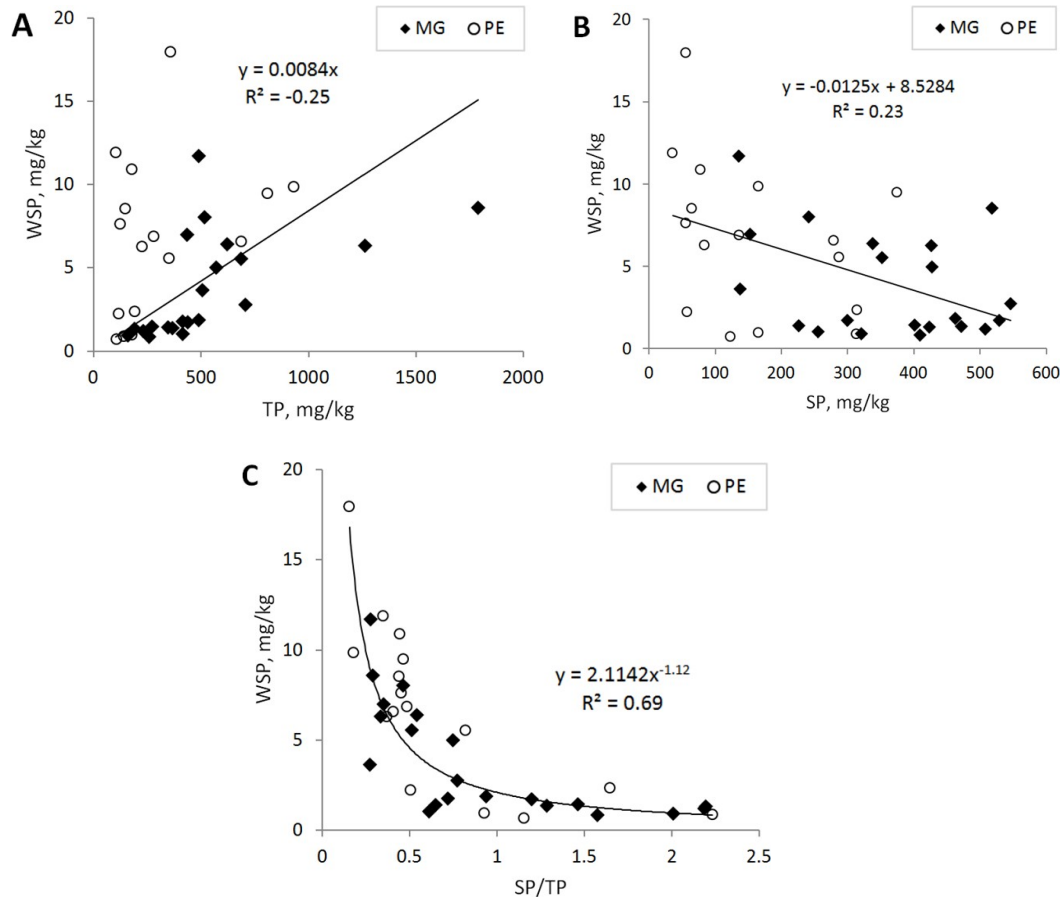 A
◆ MG ○ PE
y = 0.0084x
R² = -0.25
WSP, mg/kg
20
15
10
5
0
0 500 1000 1500 2000
TP, mg/kg
B
◆ MG ○ PE
y = -0.0125x + 8.5284
R² = 0.23
WSP, mg/kg
20
15
10
5
0
0 100 200 300 400 500 600
SP, mg/kg
C
◆ MG ○ PE
y = 2.1142x^-1.12
R² = 0.69
WSP, mg/kg
20
15
10
5
0
0 0.5 1 1.5 2 2.5
SP/TP